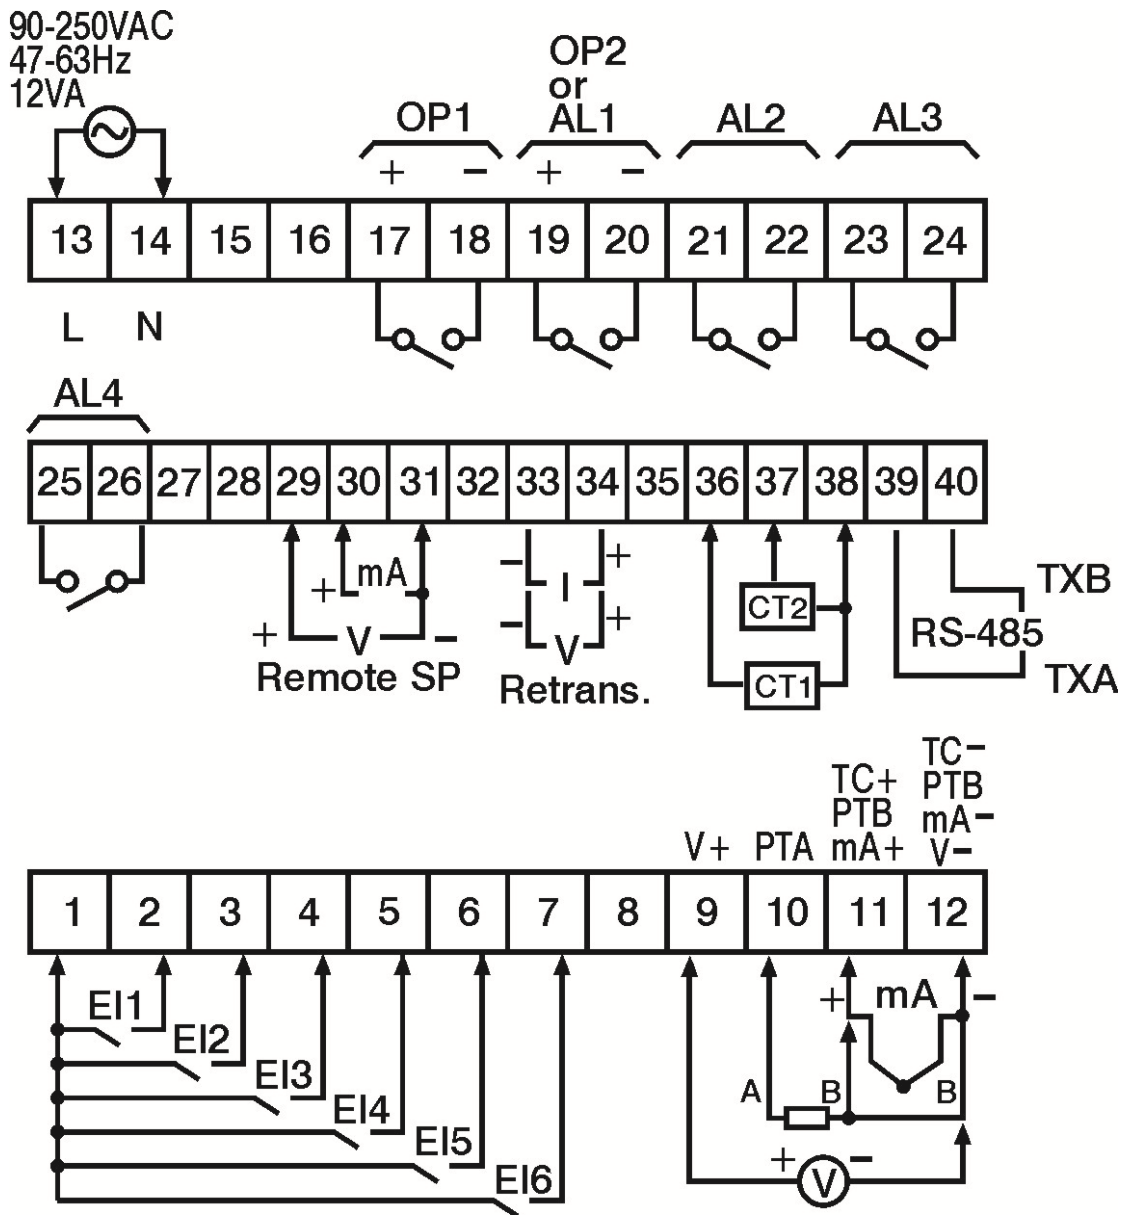 90-250VAC
47-63Hz
12VA
OP1
OP2
or
AL1
AL2
AL3
+ − + −
13 14 15 16 17 18 19 20 21 22 23 24
L N
AL4
25 26 27 28 29 30 31 32 33 34 35 36 37 38 39 40
+ mA
+ V −
Remote SP
− I +
− V +
Retrans.
CT2
CT1
TXB
RS-485
TXA
V+
PTA
TC+
PTB
mA+
TC−
PTB
mA−
V−
1 2 3 4 5 6 7 8 9 10 11 12
EI1
EI2
EI3
EI4
EI5
EI6
+ mA −
A B B
+ V −